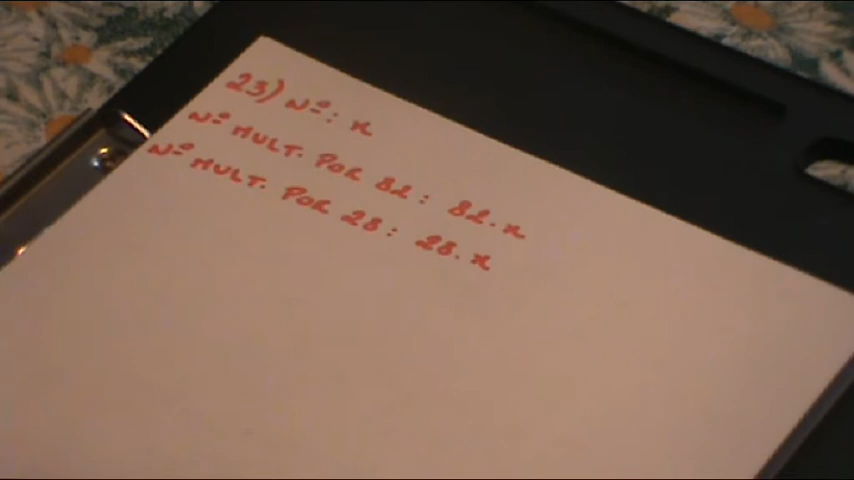 23) Nº: x
Nº MULT. POR 82: 82.x
Nº MULT. POR 28: 28.x